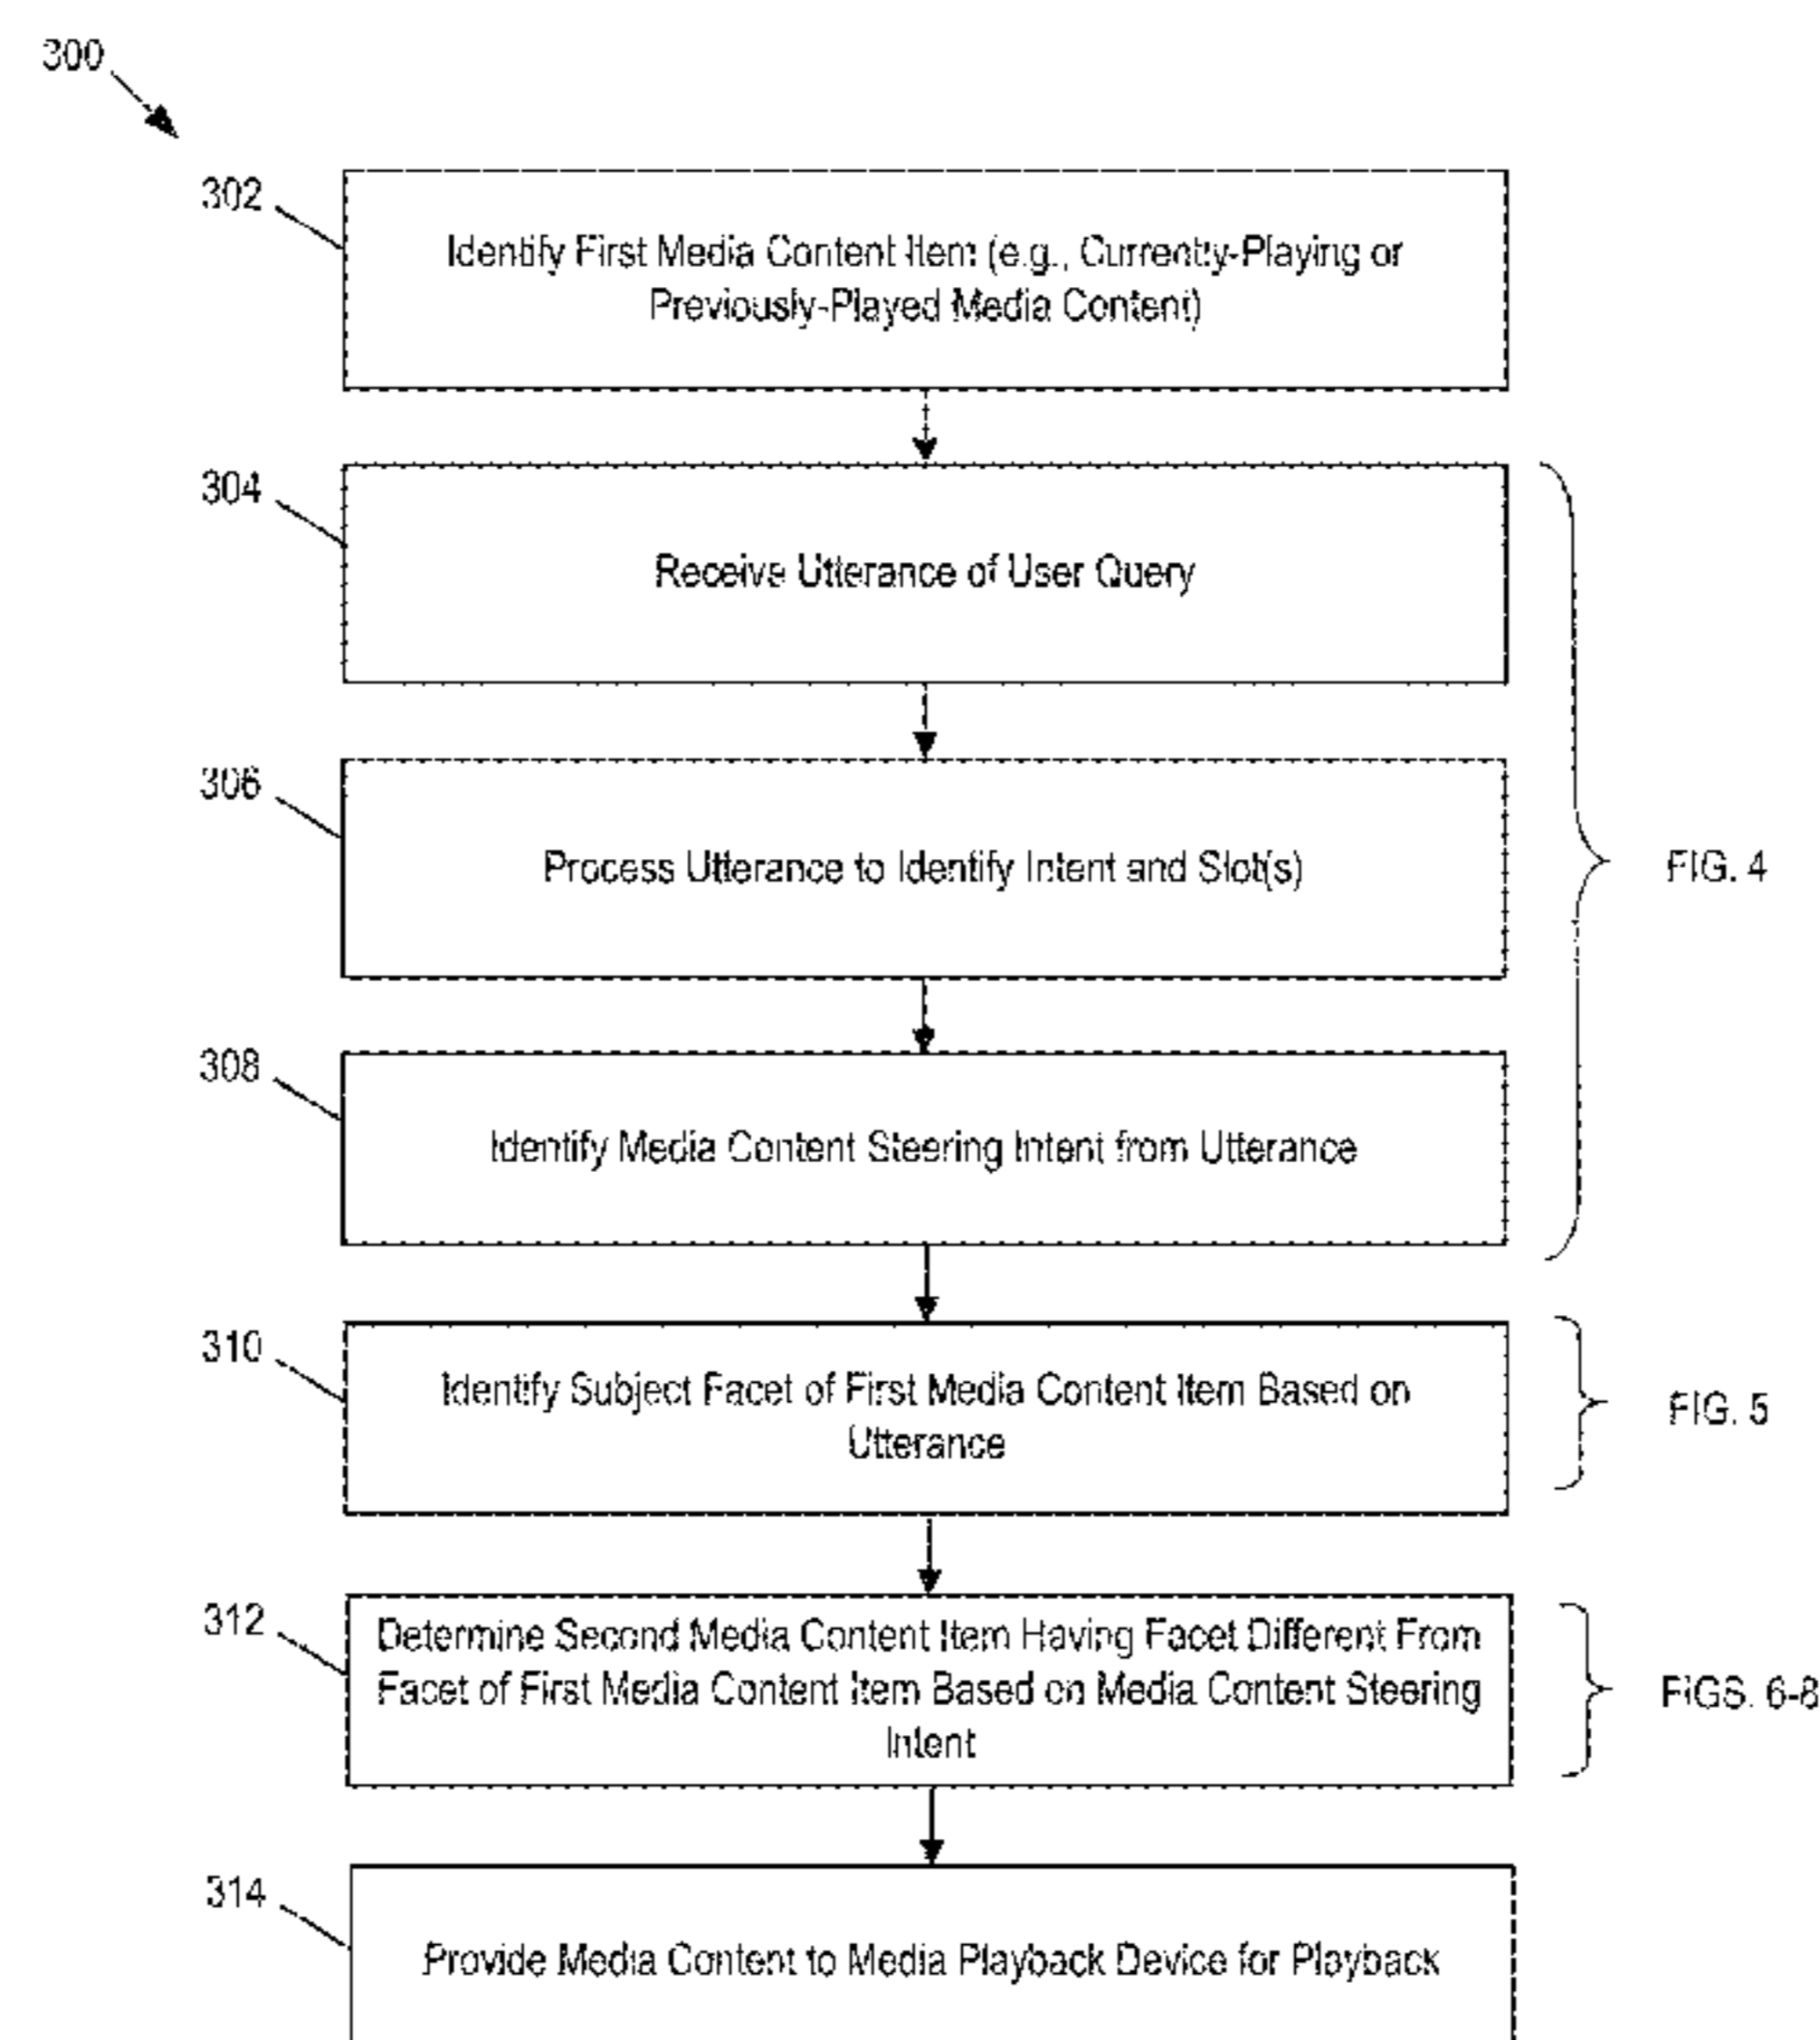 300
302
Identify First Media Content Item (e.g., Currently-Playing or
Previously-Played Media Content)
304
Receive Utterance of User Query
306
Process Utterance to Identify Intent and Slot(s)
FIG. 4
308
Identify Media Content Steering Intent from Utterance
310
Identify Subject Facet of First Media Content Item Based on
Utterance
FIG. 5
312
Determine Second Media Content Item Having Facet Different From
Facet of First Media Content Item Based on Media Content Steering
Intent
FIGS. 6-8
314
Provide Media Content to Media Playback Device for Playback